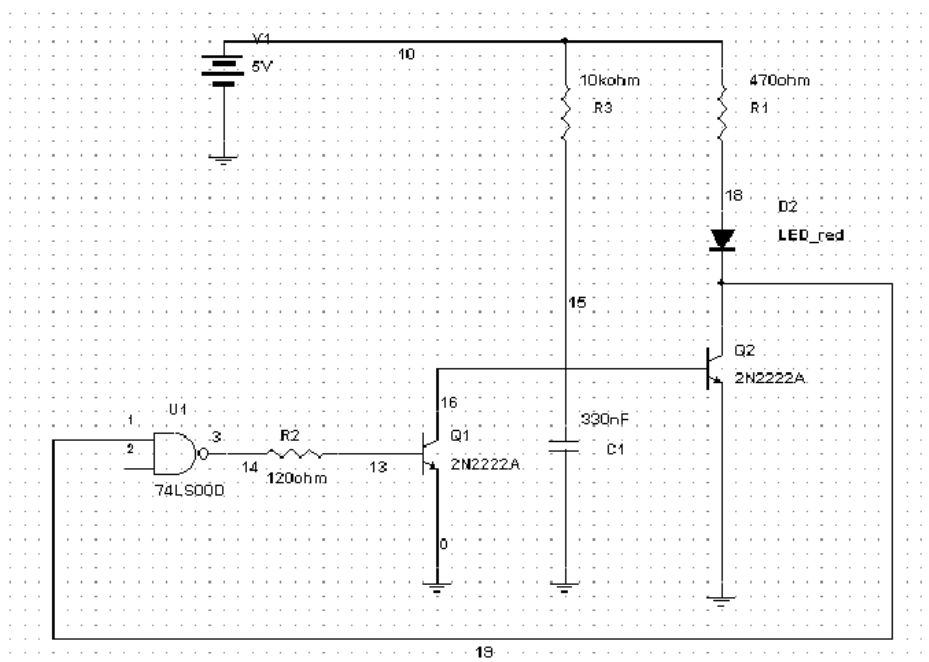 V1
5V
10
10kohm
R3
470ohm
R1
18
D2
LED_red
15
Q2
2N2222A
16
330nF
C1
U1
1
2
3
74LS00D
14
R2
120ohm
13
Q1
2N2222A
0
19